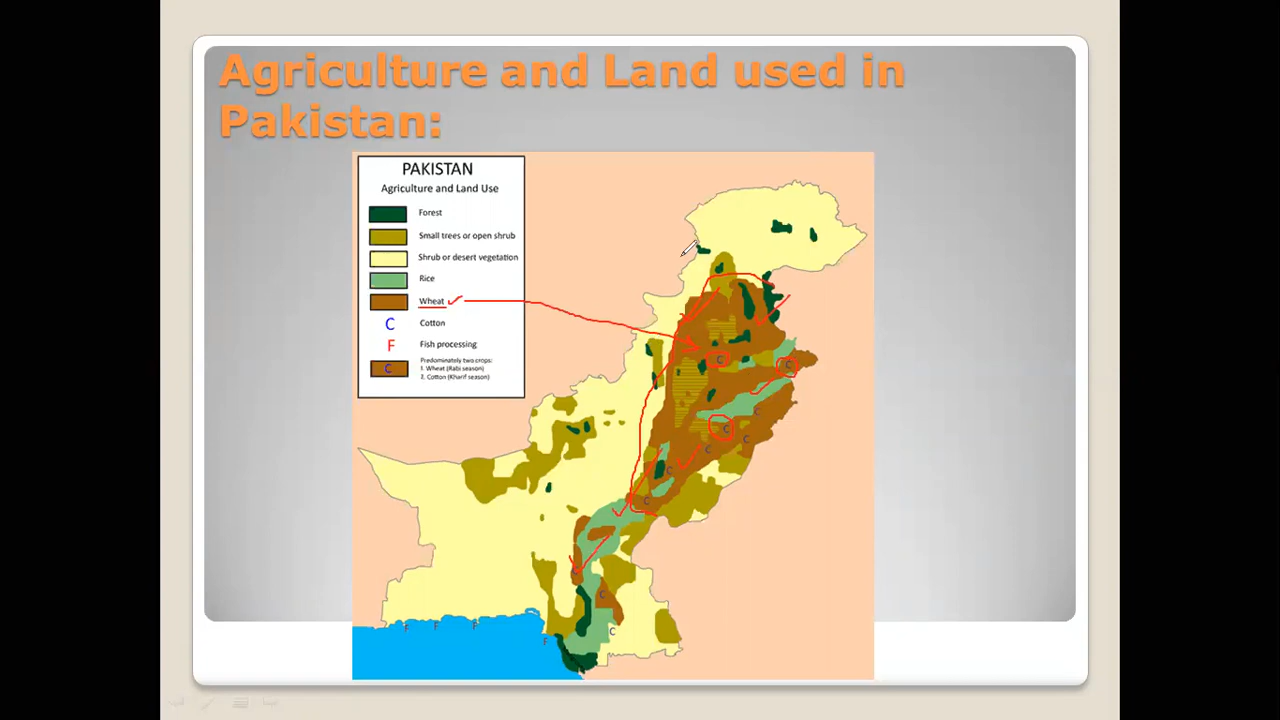 Agriculture and Land used in
Pakistan:
PAKISTAN
Agriculture and Land Use
Forest
Small trees or open shrub
Shrub or desert vegetation
Rice
Wheat
C Cotton
F Fish processing
C Predominately two crops:
1. Wheat (Rabi season)
2. Cotton (Kharif season)
C
C
C
C
C
C
C
C
C
C
F
F
F
F